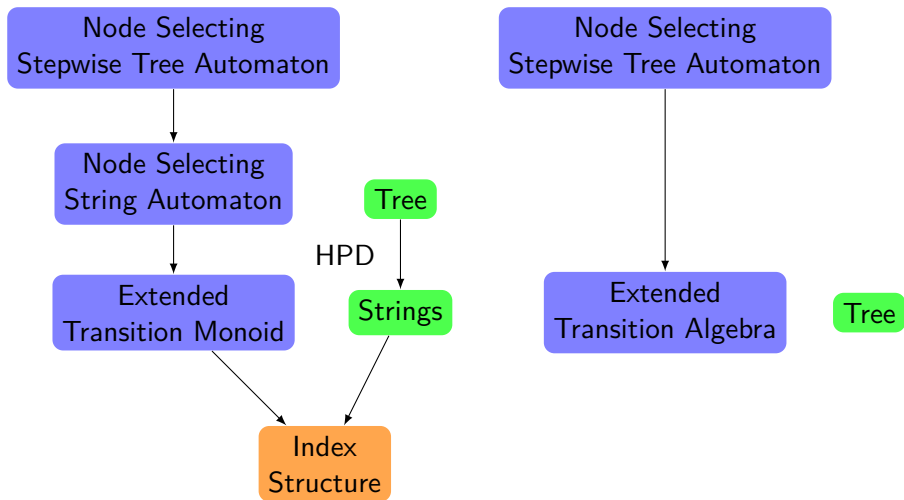 Node Selecting
Stepwise Tree Automaton
Node Selecting
String Automaton
Extended
Transition Monoid
Tree
HPD
Strings
Index
Structure
Node Selecting
Stepwise Tree Automaton
Extended
Transition Algebra
Tree